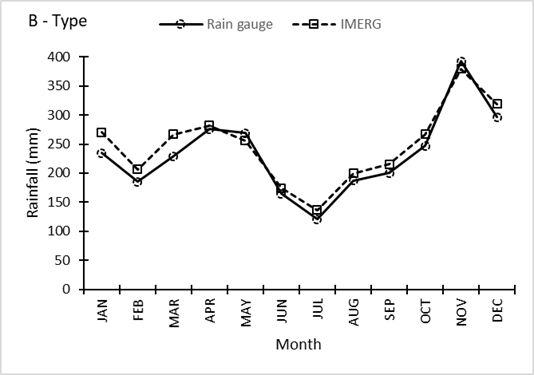 B - Type
Rain gauge
IMERG
400
350
300
250
200
150
100
50
0
Rainfall (mm)
JAN
FEB
MAR
APR
MAY
JUN
JUL
AUG
SEP
OCT
NOV
DEC
Month